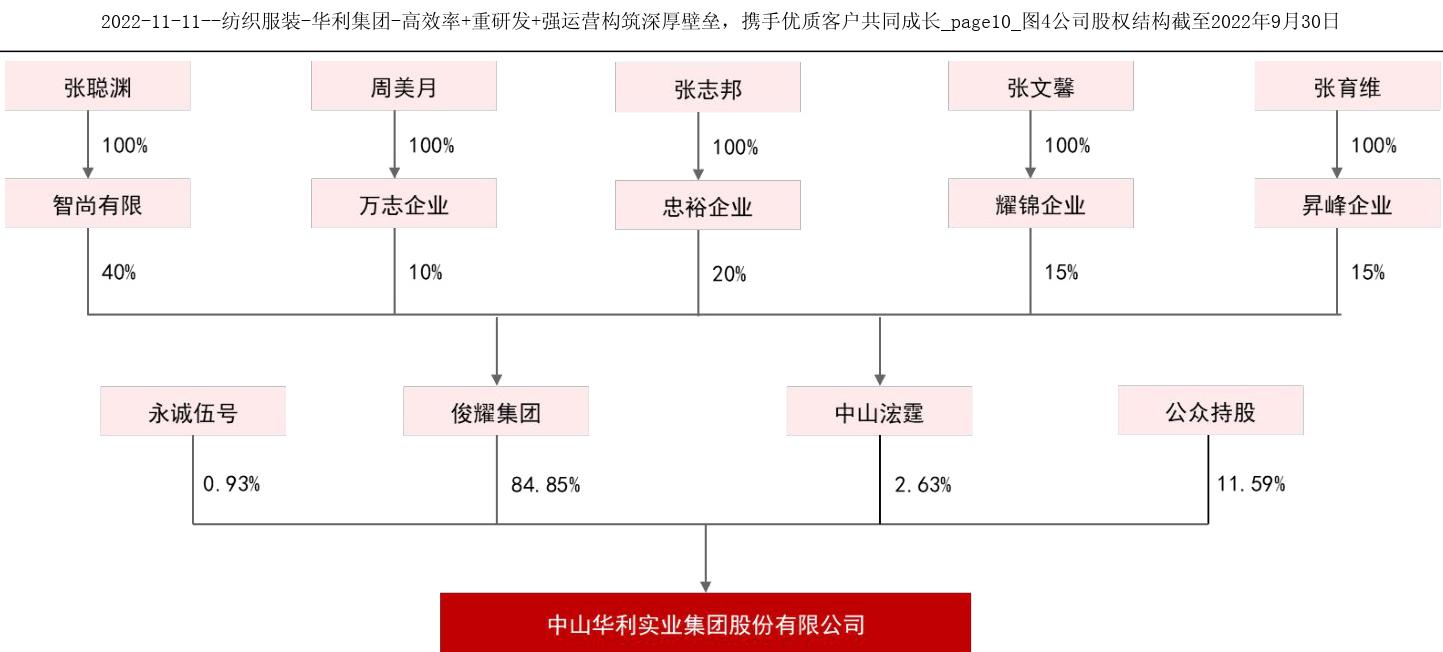 2022-11-11--纺织服装-华利集团-高效率+重研发+强运营构筑深厚壁垒，携手优质客户共同成长_page10_图4公司股权结构截至2022年9月30日
张聪渊 周美月 张志邦 张文馨 张育维
100% 100% 100% 100% 100%
智尚有限 万志企业 忠裕企业 耀锦企业 昇峰企业
40% 10% 20% 15% 15%
永诚伍号 俊耀集团 中山浤霆 公众持股
0.93% 84.85% 2.63% 11.59%
中山华利实业集团股份有限公司